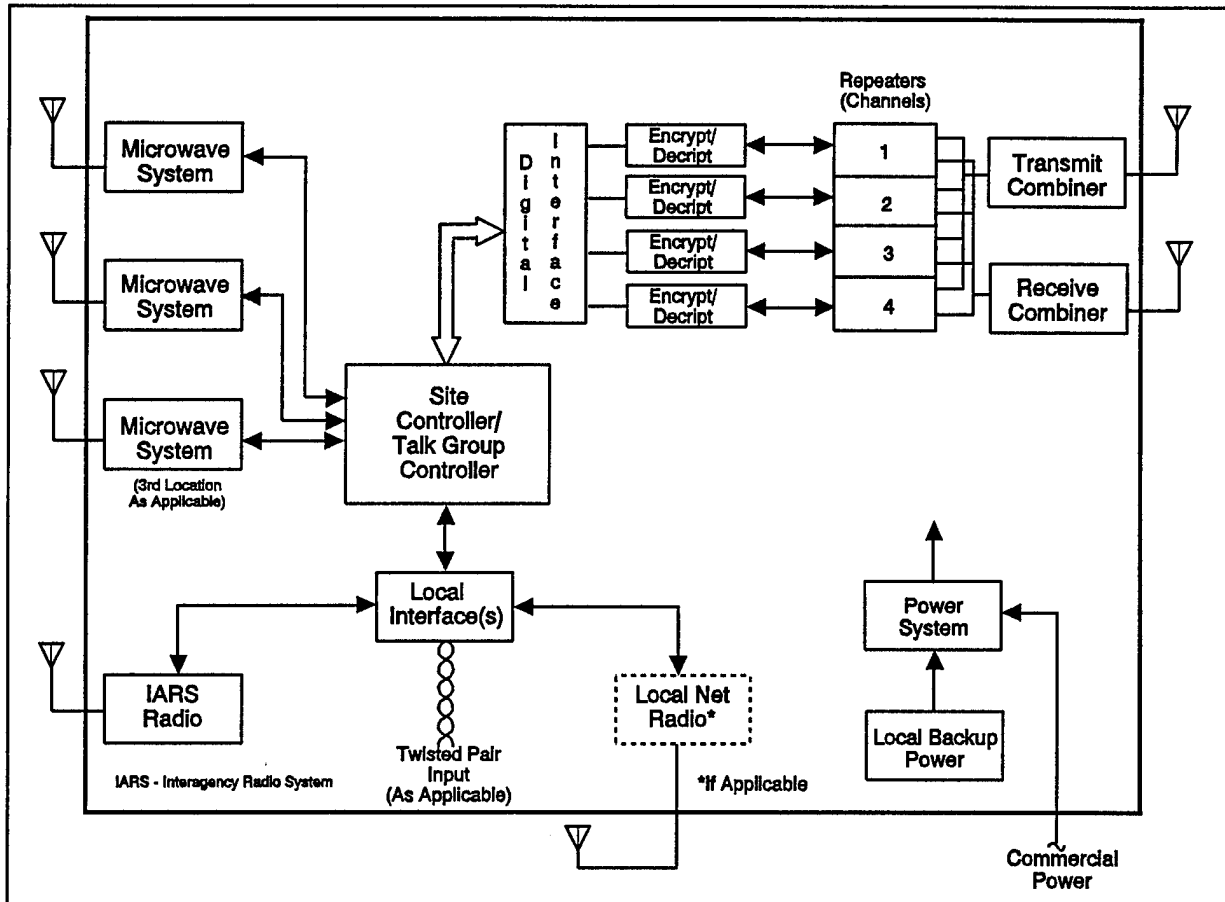 Repeaters
(Channels)
Microwave
System
Digital
Interface
Encrypt/
Decript
1
Transmit
Combiner
Encrypt/
Decript
2
Microwave
System
Encrypt/
Decript
3
Receive
Combiner
Encrypt/
Decript
4
Microwave
System
(3rd Location
As Applicable)
Site
Controller/
Talk Group
Controller
Local
Interface(s)
Power
System
IARS
Radio
Local Net
Radio*
Local Backup
Power
IARS - Interagency Radio System
Twisted Pair
Input
(As Applicable)
*If Applicable
Commercial
Power